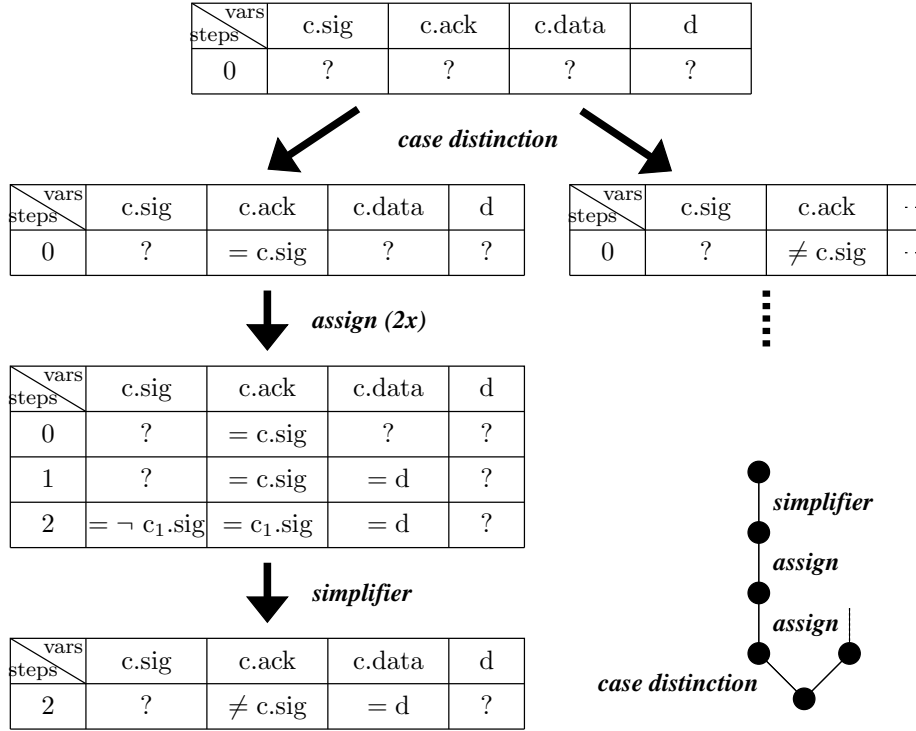 vars steps c.sig c.ack c.data d
0 ? ? ? ?
case distinction
vars steps c.sig c.ack c.data d
0 ? = c.sig ? ?
vars steps c.sig c.ack ··
0 ? ≠ c.sig ··
assign (2x)
vars steps c.sig c.ack c.data d
0 ? = c.sig ? ?
1 ? = c.sig = d ?
2 = ¬ c₁.sig = c₁.sig = d ?
simplifier
vars steps c.sig c.ack c.data d
2 ? ≠ c.sig = d ?
simplifier
assign
assign
case distinction